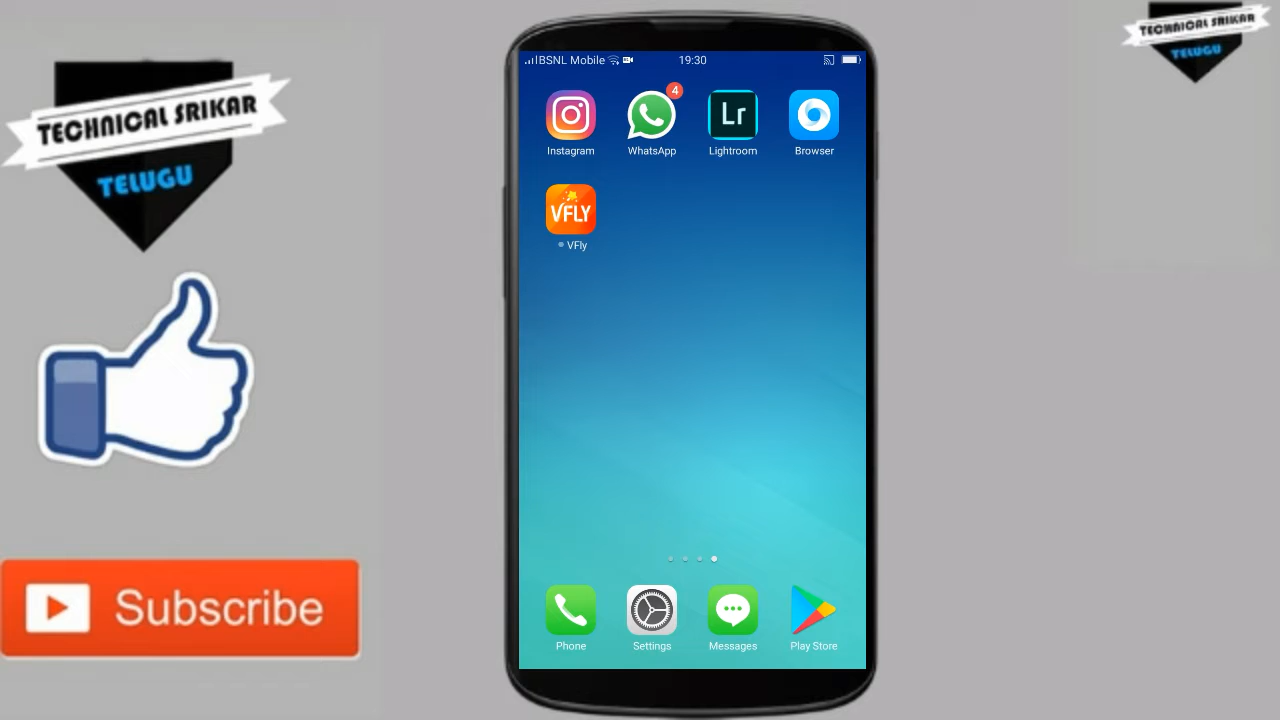 TECHNICAL SRIKAR
TELUGU
Subscribe
BSNL Mobile 19:30
4
Instagram WhatsApp Lr Lightroom Browser
VFLY
VFly
Phone Settings Messages Play Store
TECHNICAL SRIKAR
TELUGU